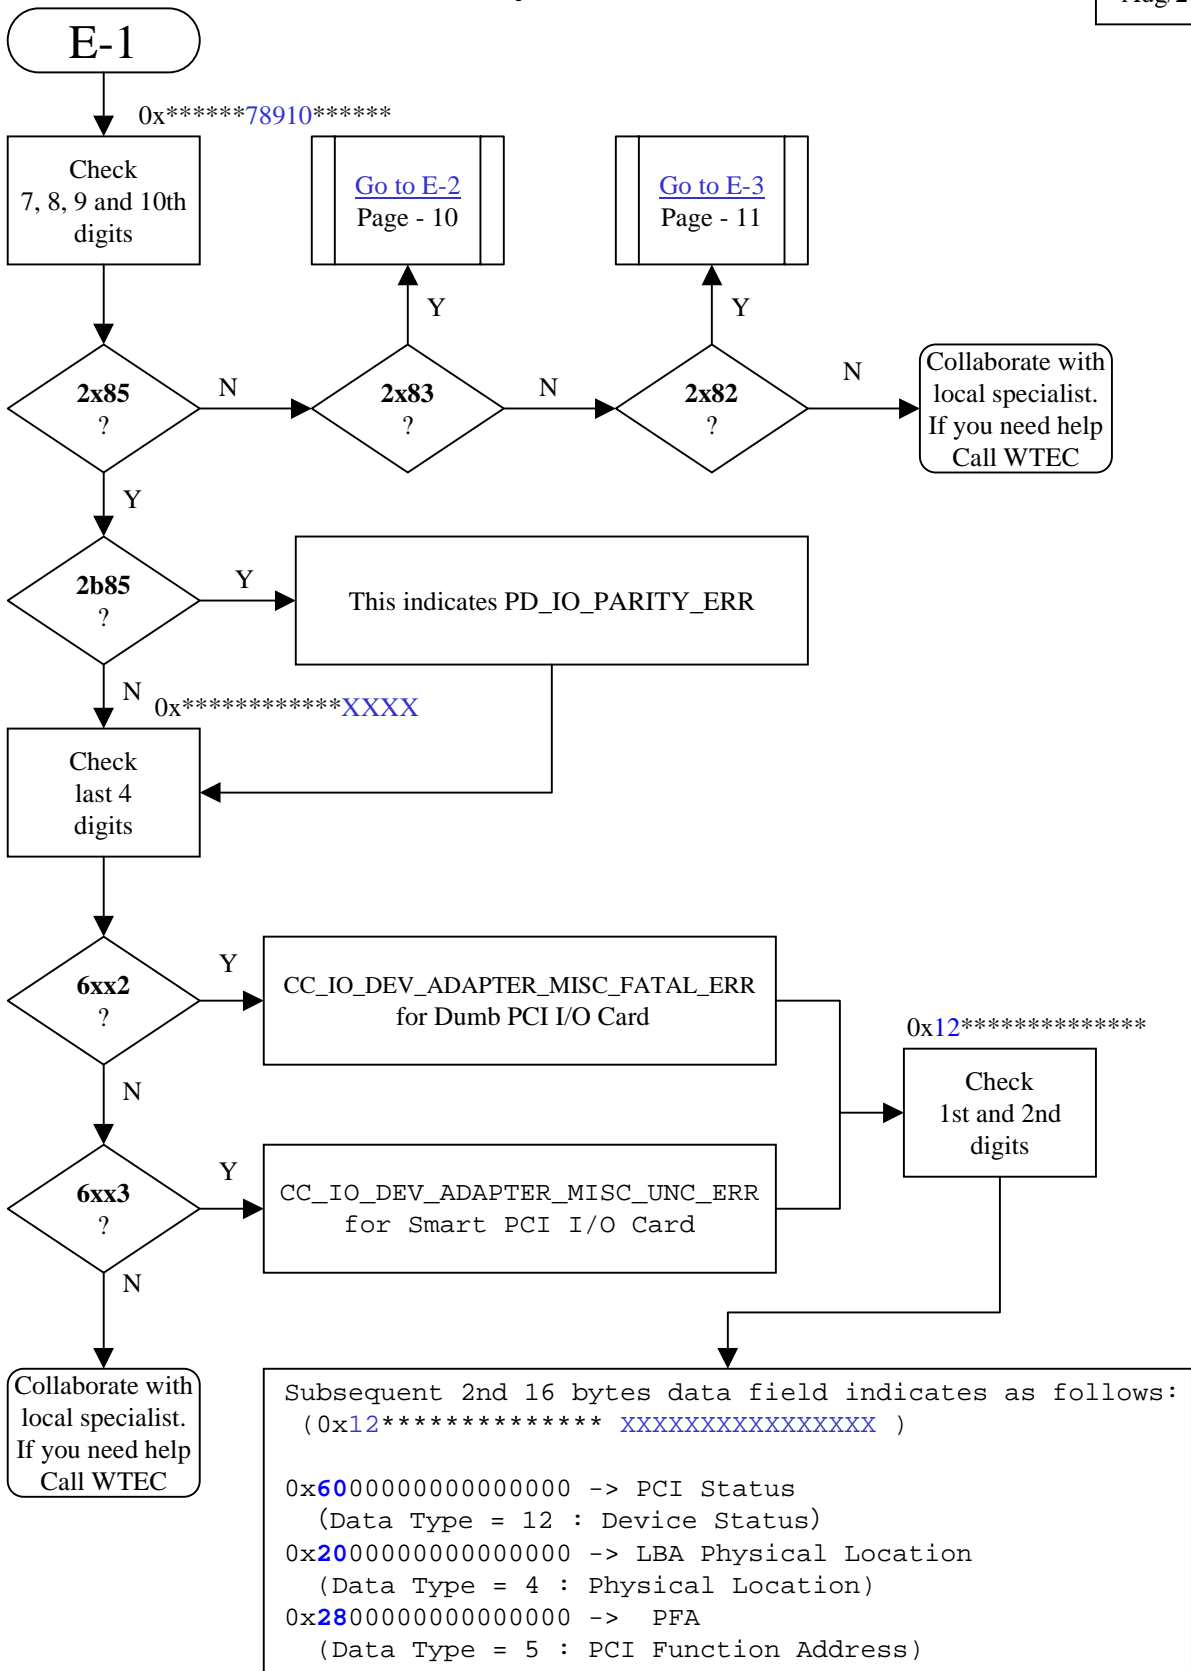 E-1
0x******78910******
Check
7, 8, 9 and 10th
digits
Go to E-2
Page - 10
Go to E-3
Page - 11
Y
Y
2x85
?
N
2x83
?
N
2x82
?
N
Collaborate with
local specialist.
If you need help
Call WTEC
Y
2b85
?
Y
This indicates PD_IO_PARITY_ERR
N
0x************XXXX
Check
last 4
digits
6xx2
?
Y
CC_IO_DEV_ADAPTER_MISC_FATAL_ERR
for Dumb PCI I/O Card
0x12**************
Check
1st and 2nd
digits
N
6xx3
?
Y
CC_IO_DEV_ADAPTER_MISC_UNC_ERR
for Smart PCI I/O Card
N
Collaborate with
local specialist.
If you need help
Call WTEC
Subsequent 2nd 16 bytes data field indicates as follows:
(0x12************** XXXXXXXXXXXXXXXX )
0x6000000000000000 -> PCI Status
(Data Type = 12 : Device Status)
0x2000000000000000 -> LBA Physical Location
(Data Type = 4 : Physical Location)
0x2800000000000000 -> PFA
(Data Type = 5 : PCI Function Address)